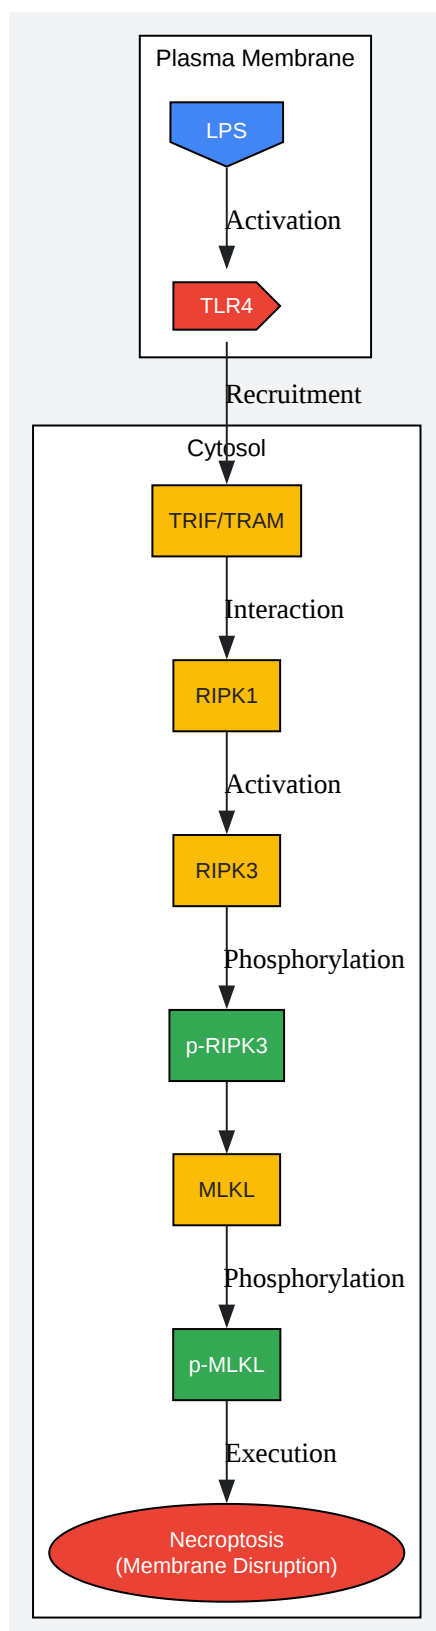 Plasma Membrane
LPS
Activation
TLR4
Recruitment
Cytosol
TRIF/TRAM
Interaction
RIPK1
Activation
RIPK3
Phosphorylation
p-RIPK3
MLKL
Phosphorylation
p-MLKL
Execution
Necroptosis
(Membrane Disruption)